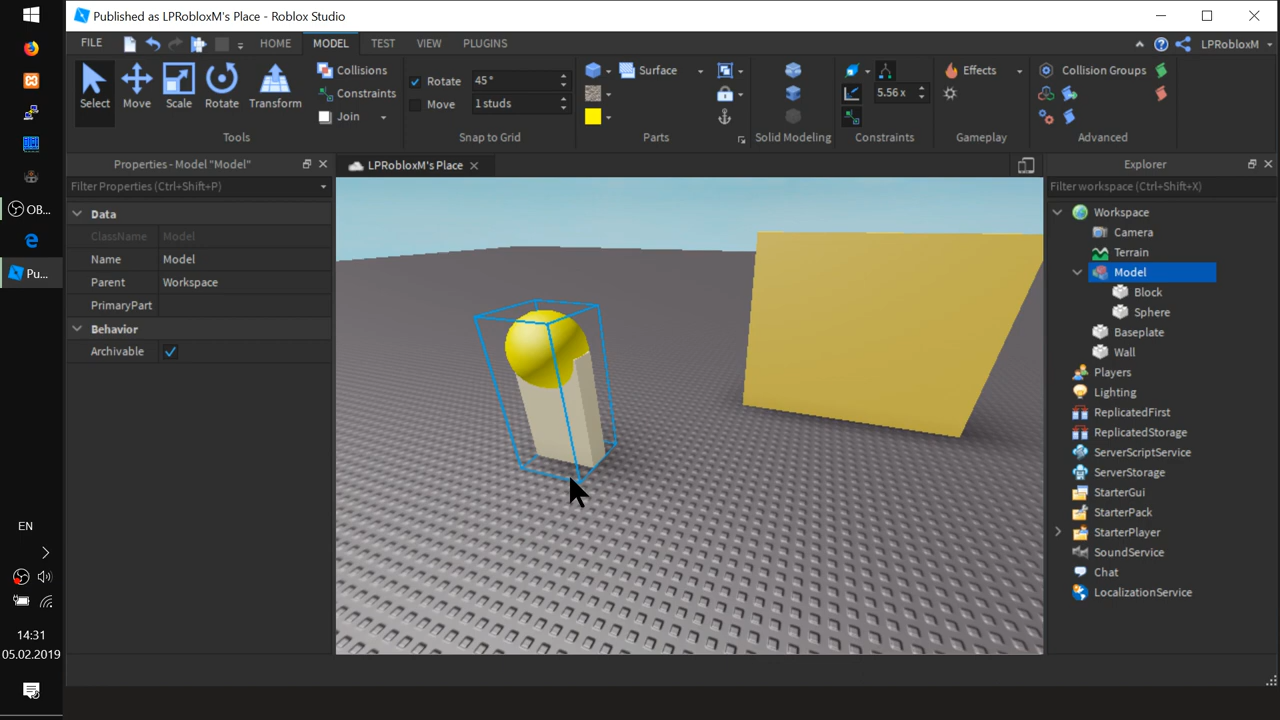 Published as LPRobloxM's Place - Roblox Studio
FILE HOME MODEL TEST VIEW PLUGINS LPRobloxM
Select Move Scale Rotate Transform
Collisions
Constraints
Join
Tools
Rotate 45°
Move 1 studs
Snap to Grid
Surface
Parts
Solid Modeling
5.56 x
Constraints
Effects
Gameplay
Collision Groups
Advanced
Properties - Model "Model"
Filter Properties (Ctrl+Shift+P)
Data
ClassName Model
Name Model
Parent Workspace
PrimaryPart
Behavior
Archivable
LPRobloxM's Place
Explorer
Filter workspace (Ctrl+Shift+X)
Workspace
Camera
Terrain
Model
Block
Sphere
Baseplate
Wall
Players
Lighting
ReplicatedFirst
ReplicatedStorage
ServerScriptService
ServerStorage
StarterGui
StarterPack
StarterPlayer
SoundService
Chat
LocalizationService
OB...
Pu...
EN
14:31
05.02.2019